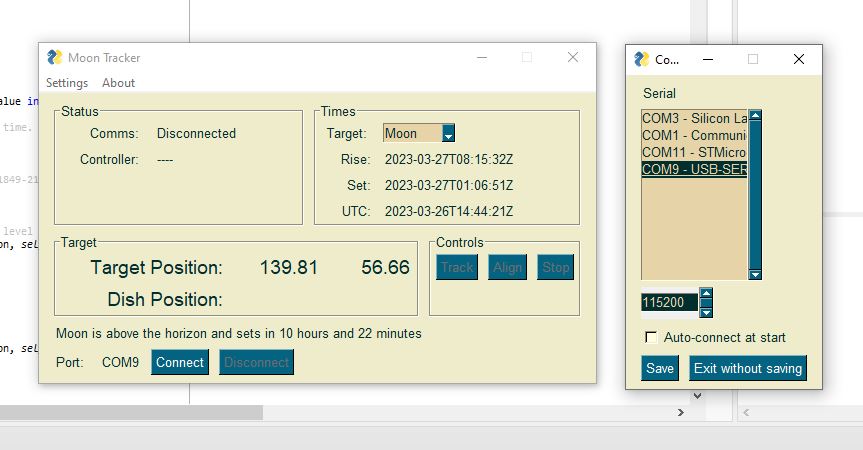 Moon Tracker
Settings About
Status
Comms: Disconnected
Controller: ----
Times
Target: Moon
Rise: 2023-03-27T08:15:32Z
Set: 2023-03-27T01:06:51Z
UTC: 2023-03-26T14:44:21Z
Target
Target Position: 139.81 56.66
Dish Position:
Controls
Track Align Stop
Moon is above the horizon and sets in 10 hours and 22 minutes
Port: COM9 Connect Disconnect
Co...
Serial
COM3 - Silicon La
COM1 - Communi
COM11 - STMicro
COM9 - USB-SER
115200
Auto-connect at start
Save Exit without saving
alue in
time.
1849-21
level
on, sel
on, sel